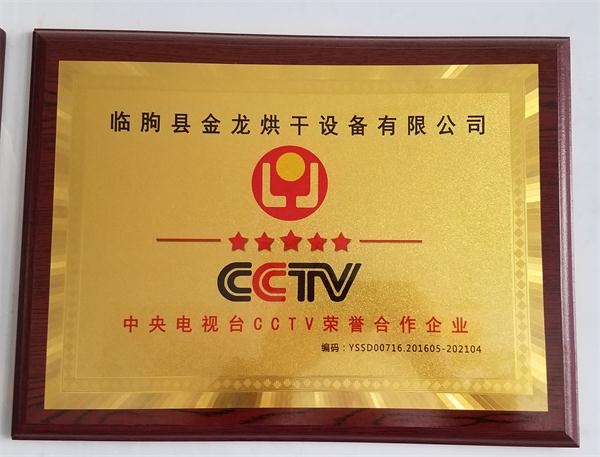 临朐县金龙烘干设备有限公司
CCTV
中央电视台CCTV荣誉合作企业
编码：YSSD00716.201605-202104